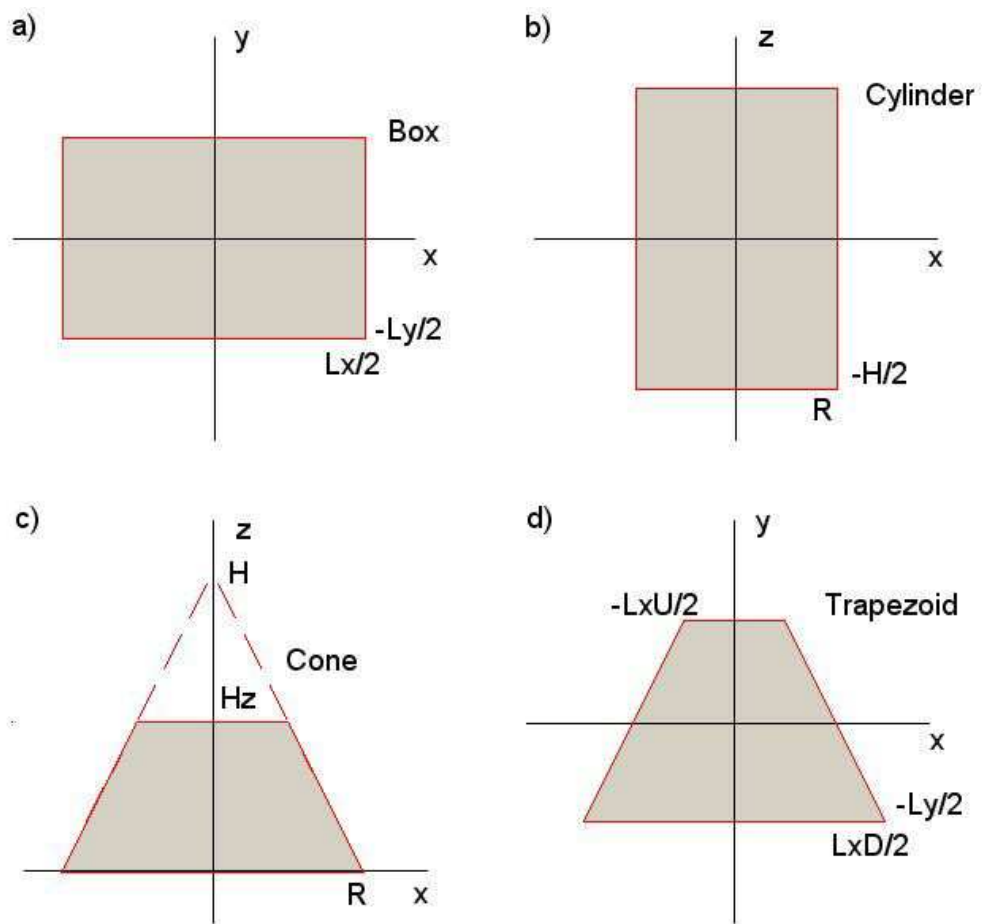 a)
y
Box
x
-Ly/2
Lx/2
b)
z
Cylinder
x
-H/2
R
c)
z
H
Cone
Hz
R
x
d)
y
-LxU/2
Trapezoid
x
-Ly/2
LxD/2